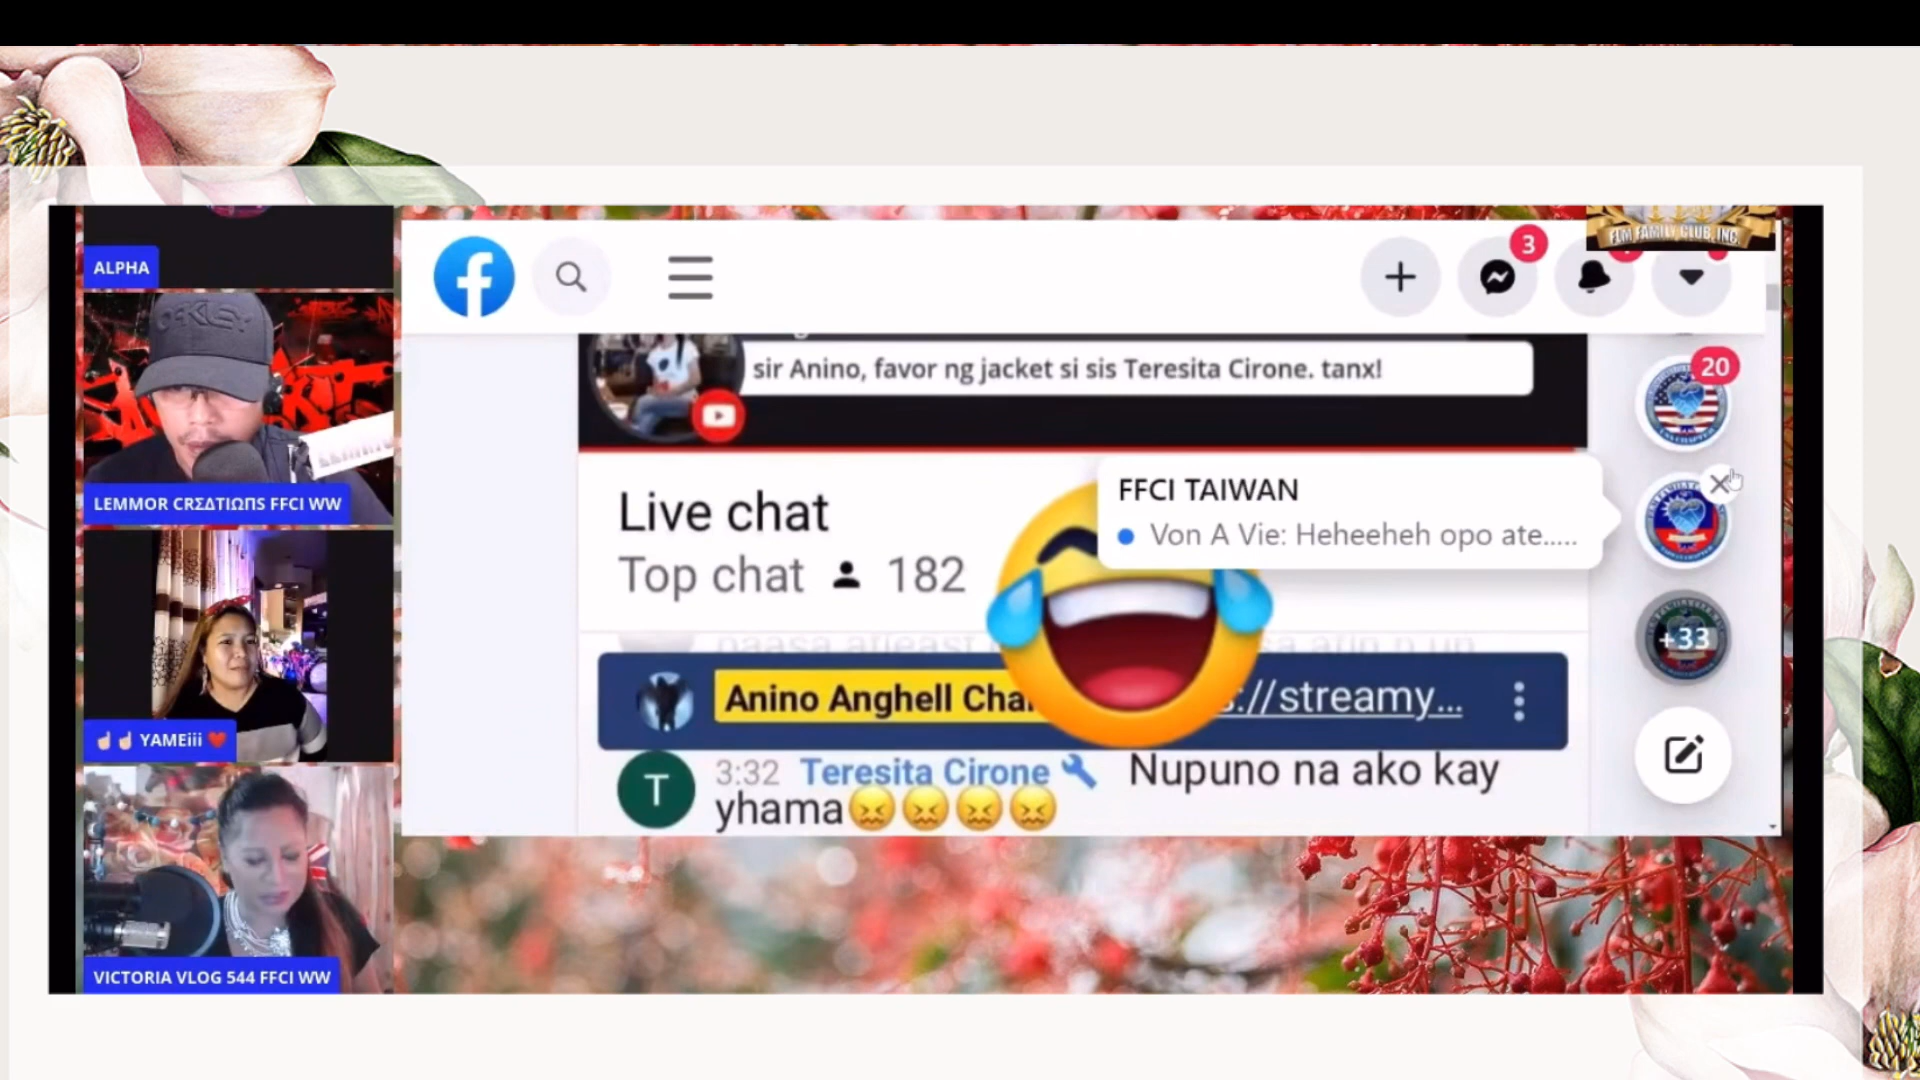 ALPHA
OAKLEY
LEMMOR CRΣΔTIΩΠS FFCI WW
☝☝ YAMEiii ❤
VICTORIA VLOG 544 FFCI WW
FLM FAMILY CLUB, INC.
3
20
sir Anino, favor ng jacket si sis Teresita Cirone. tanx!
FFCI TAIWAN
Von A Vie: Heheeheh opo ate.....
Live chat
Top chat 182
+33
Anino Anghell Cha
://streamy...
T
3:32 Teresita Cirone Nupuno na ako kay
yhama😖😖😖😖